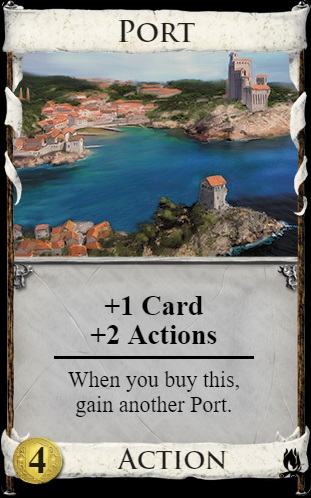 PORT
+1 Card
+2 Actions
When you buy this,
gain another Port.
4
ACTION